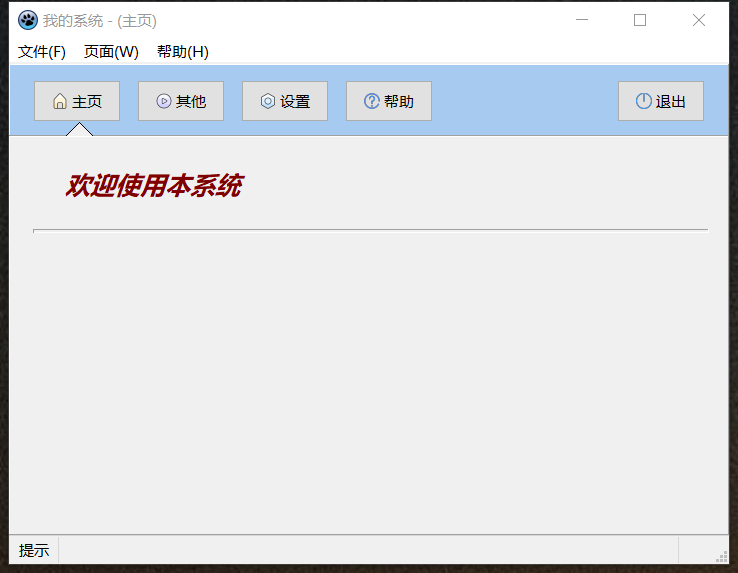 我的系统 - (主页)
文件(F) 页面(W) 帮助(H)
主页 其他 设置 帮助 退出
欢迎使用本系统
提示